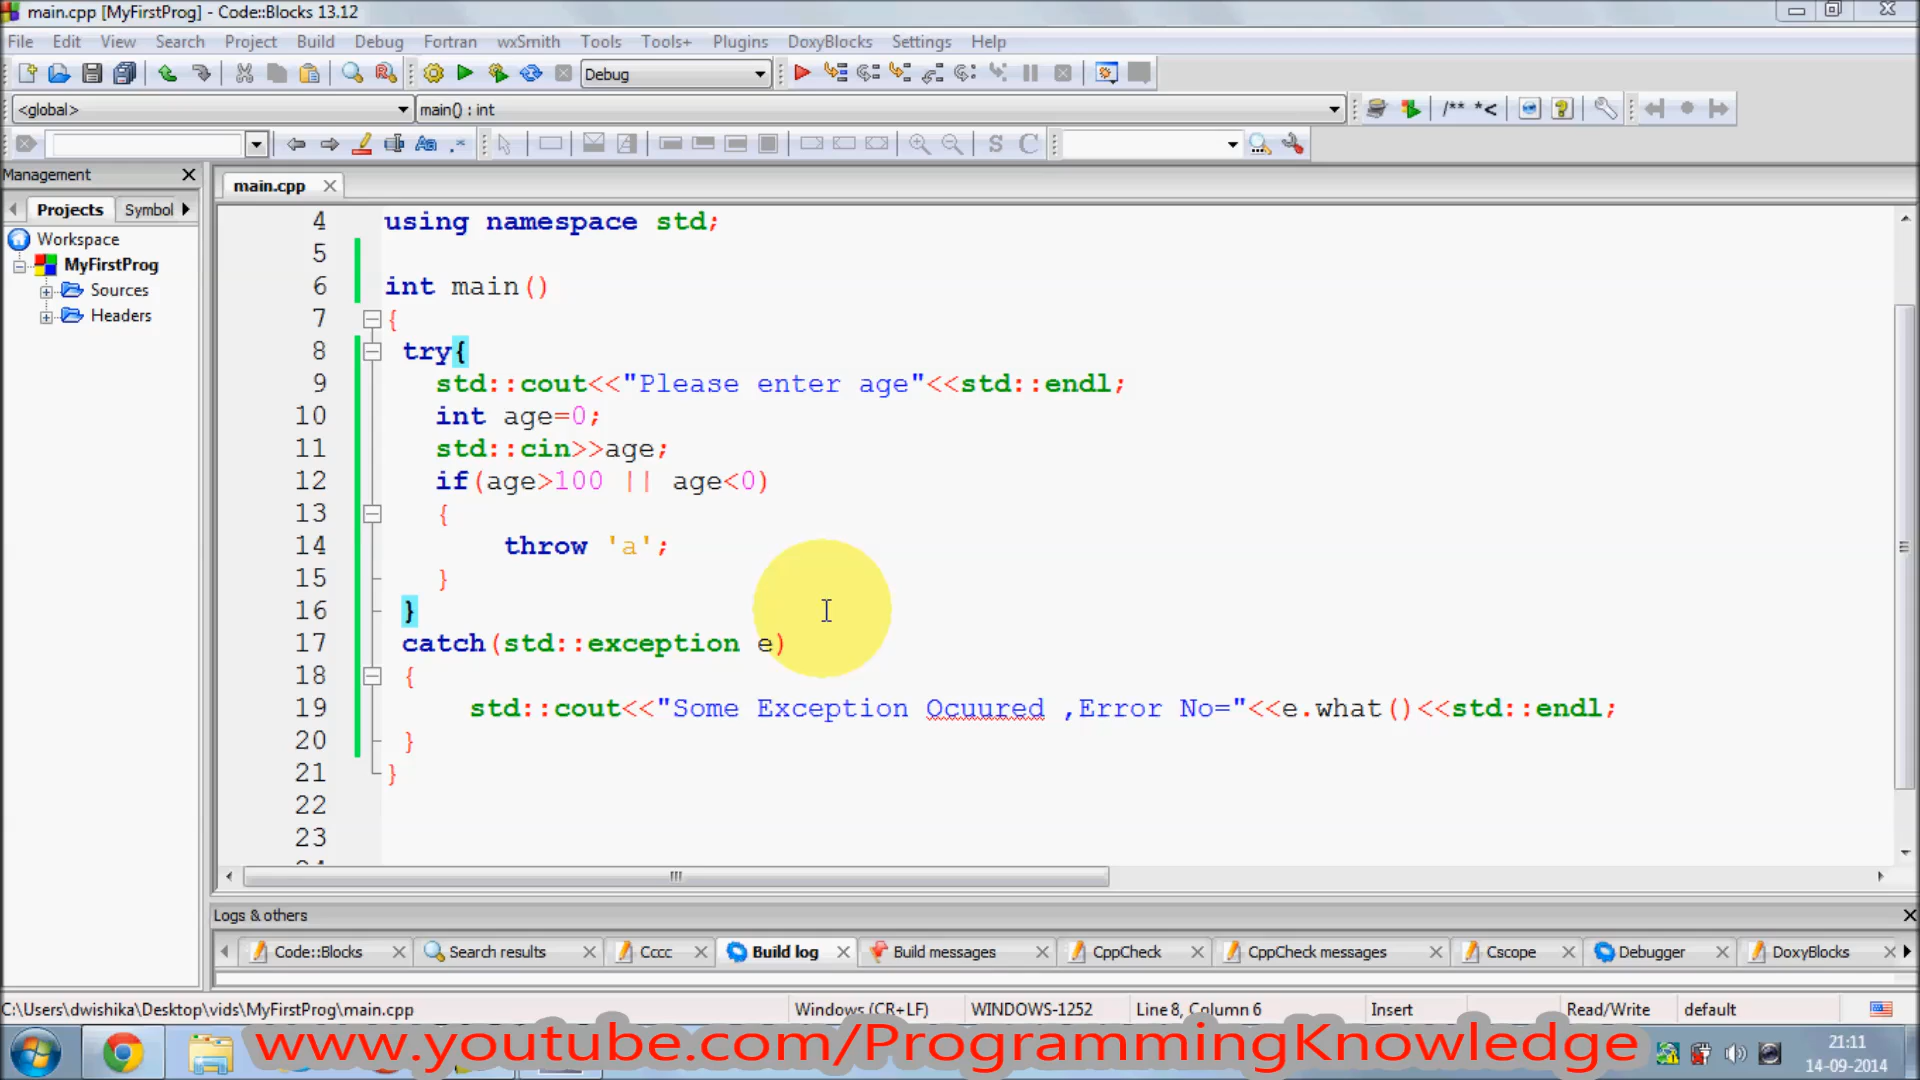 main.cpp [MyFirstProg] - Code::Blocks 13.12
File Edit View Search Project Build Debug Fortran wxSmith Tools Tools+ Plugins DoxyBlocks Settings Help
Debug
<global> main() : int /** *<
S C
Management
main.cpp
Projects Symbol
Workspace
MyFirstProg
Sources
Headers
4 using namespace std;
5
6 int main()
7 {
8 try{
9 std::cout<<"Please enter age"<<std::endl;
10 int age=0;
11 std::cin>>age;
12 if(age>100 || age<0)
13 {
14 throw 'a';
15 }
16 }
17 catch(std::exception e)
18 {
19 std::cout<<"Some Exception Ocuured ,Error No="<<e.what()<<std::endl;
20 }
21 }
22
23
Logs & others
Code::Blocks Search results Cccc Build log Build messages CppCheck CppCheck messages Cscope Debugger DoxyBlocks
C:\Users\dwishika\Desktop\vids\MyFirstProg\main.cpp Windows (CR+LF) WINDOWS-1252 Line 8, Column 6 Insert Read/Write default
www.youtube.com/ProgrammingKnowledge
21:11
14-09-2014